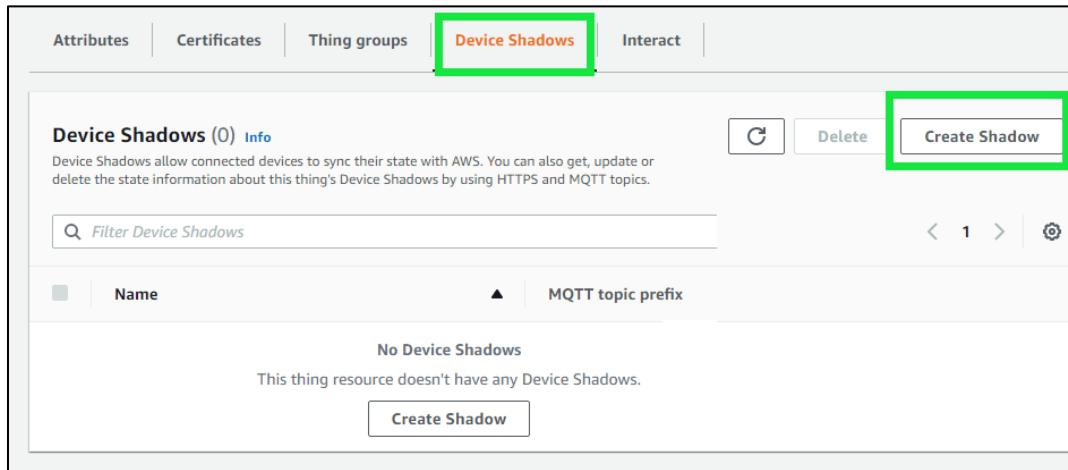 Attributes Certificates Thing groups Device Shadows Interact
Device Shadows (0) Info
Device Shadows allow connected devices to sync their state with AWS. You can also get, update or
delete the state information about this thing's Device Shadows by using HTTPS and MQTT topics.
Delete
Create Shadow
Filter Device Shadows
1
Name MQTT topic prefix
No Device Shadows
This thing resource doesn't have any Device Shadows.
Create Shadow